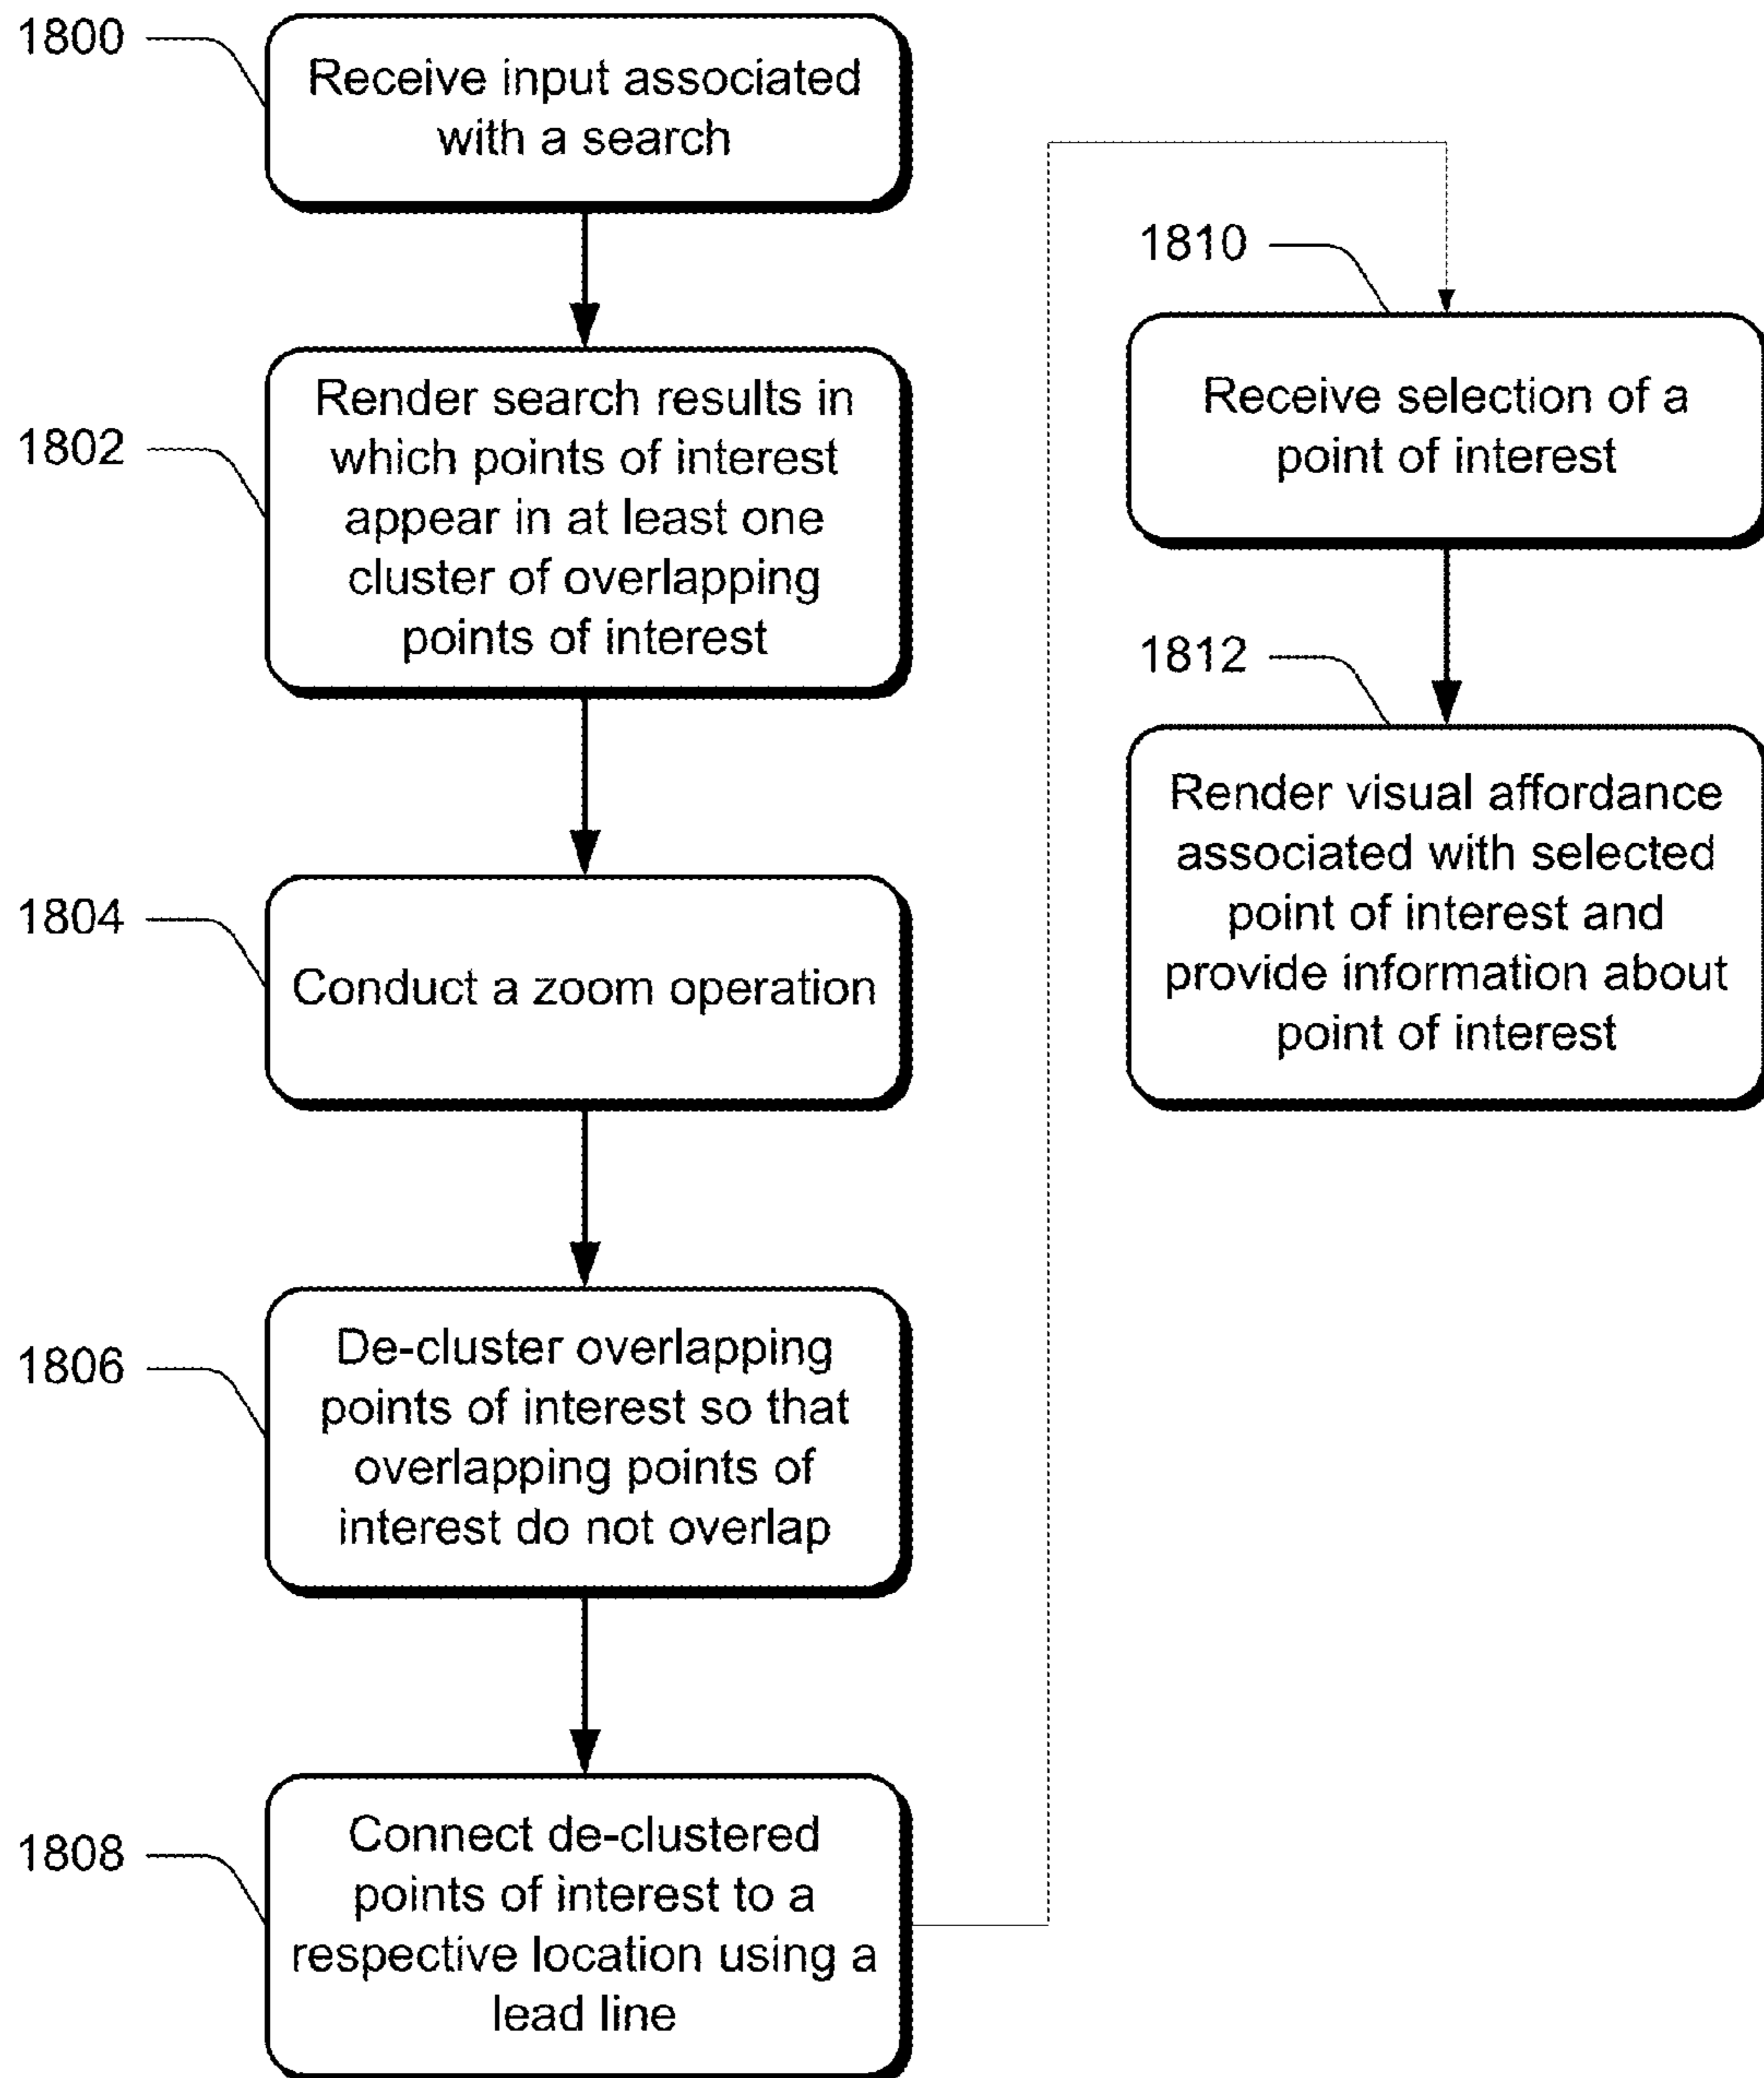 1800
Receive input associated
with a search
1802
Render search results in
which points of interest
appear in at least one
cluster of overlapping
points of interest
1804
Conduct a zoom operation
1806
De-cluster overlapping
points of interest so that
overlapping points of
interest do not overlap
1808
Connect de-clustered
points of interest to a
respective location using a
lead line
1810
Receive selection of a
point of interest
1812
Render visual affordance
associated with selected
point of interest and
provide information about
point of interest